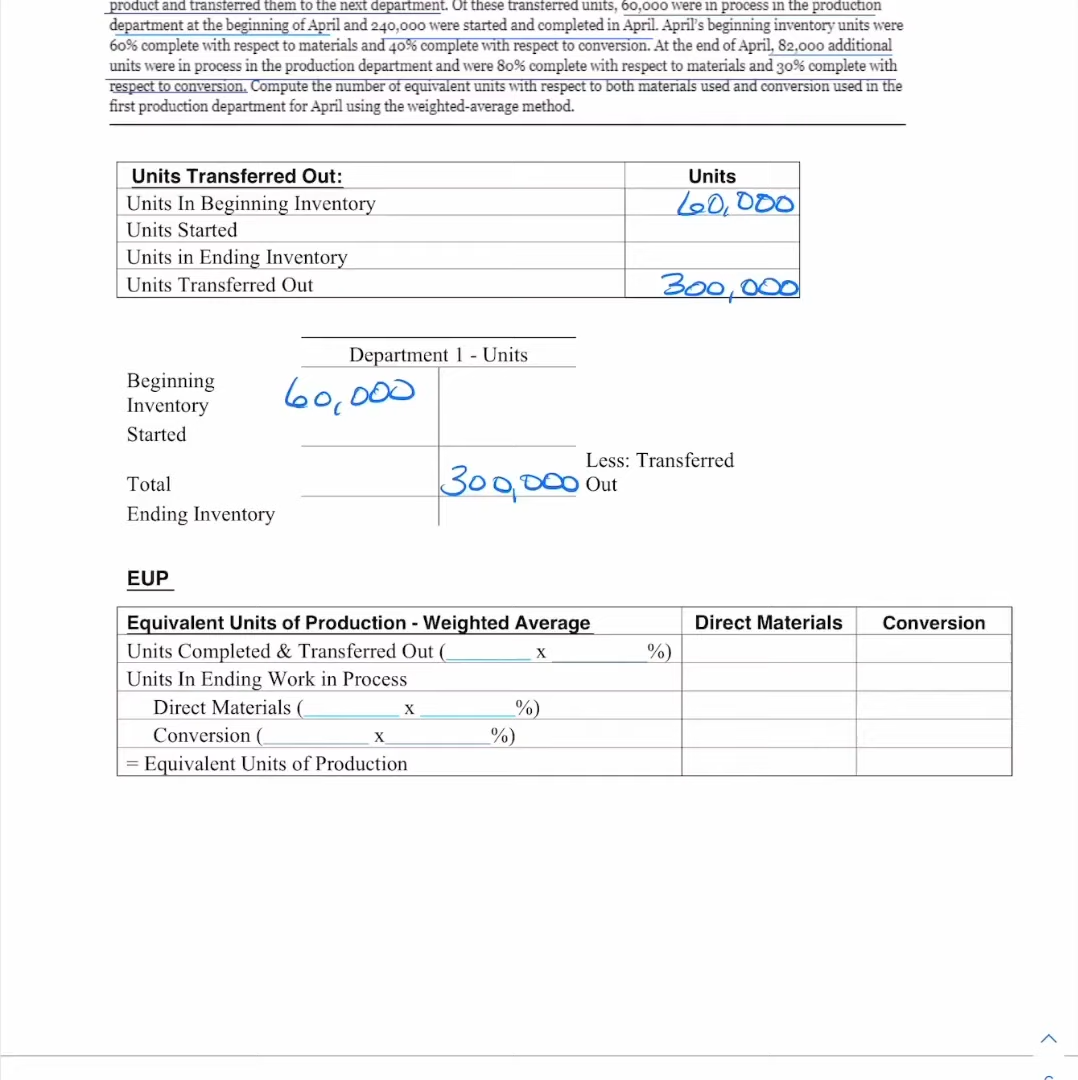 product and transferred them to the next department. Of these transferred units, 60,000 were in process in the production
department at the beginning of April and 240,000 were started and completed in April. April's beginning inventory units were
60% complete with respect to materials and 40% complete with respect to conversion. At the end of April, 82,000 additional
units were in process in the production department and were 80% complete with respect to materials and 30% complete with
respect to conversion. Compute the number of equivalent units with respect to both materials used and conversion used in the
first production department for April using the weighted-average method.
Units Transferred Out: Units
Units In Beginning Inventory 60,000
Units Started
Units in Ending Inventory
Units Transferred Out 300,000
Department 1 - Units
Beginning
Inventory 60,000
Started
Less: Transferred
Total 300,000 Out
Ending Inventory
EUP
Equivalent Units of Production - Weighted Average Direct Materials Conversion
Units Completed & Transferred Out (________ x _________%)
Units In Ending Work in Process
Direct Materials (_________ x _________%)
Conversion (__________ x__________%)
= Equivalent Units of Production